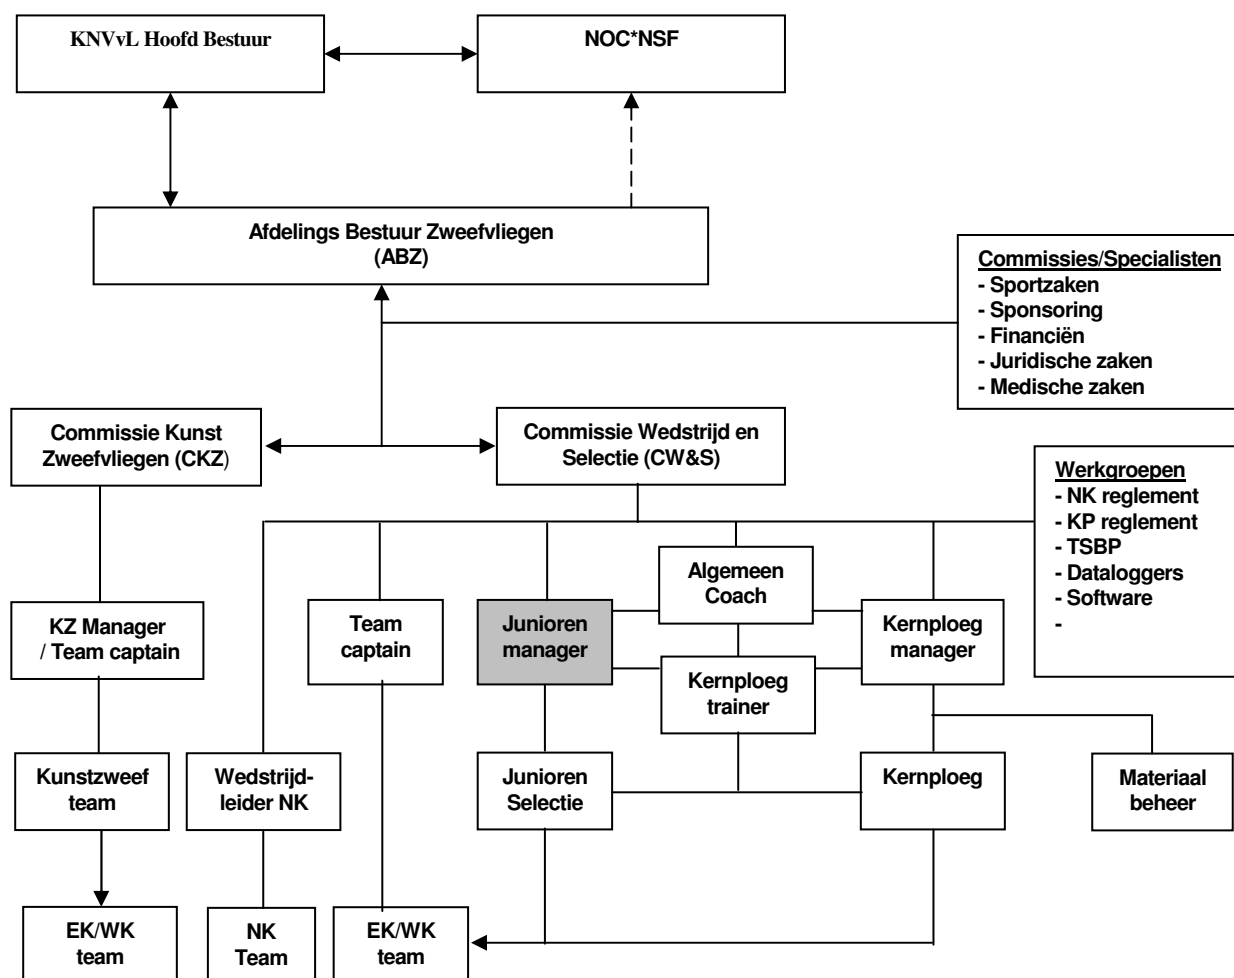 KNVvL Hoofd Bestuur
NOC*NSF
Afdelings Bestuur Zweefvliegen
(ABZ)
Commissies/Specialisten
- Sportzaken
- Sponsoring
- Financiën
- Juridische zaken
- Medische zaken
Commissie Kunst
Zweefvliegen (CKZ)
Commissie Wedstrijd en
Selectie (CW&S)
Werkgroepen
- NK reglement
- KP reglement
- TSBP
- Dataloggers
- Software
-
Algemeen
Coach
KZ Manager
/ Team captain
Team
captain
Junioren
manager
Kernploeg
manager
Kernploeg
trainer
Kunstzweef
team
Wedstrijd-
leider NK
Junioren
Selectie
Kernploeg
Materiaal
beheer
EK/WK
team
NK
Team
EK/WK
team